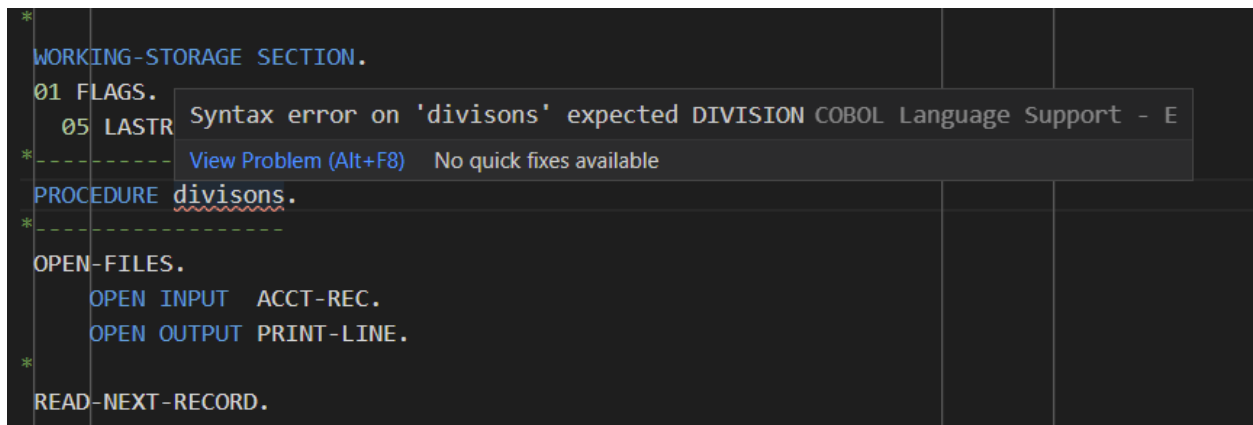 *
WORKING-STORAGE SECTION.
01 FLAGS.
Syntax error on 'divisons' expected DIVISION COBOL Language Support - E
05 LASTR
*----------
View Problem (Alt+F8) No quick fixes available
PROCEDURE divisons.
*------------------
OPEN-FILES.
OPEN INPUT  ACCT-REC.
OPEN OUTPUT PRINT-LINE.
*
READ-NEXT-RECORD.